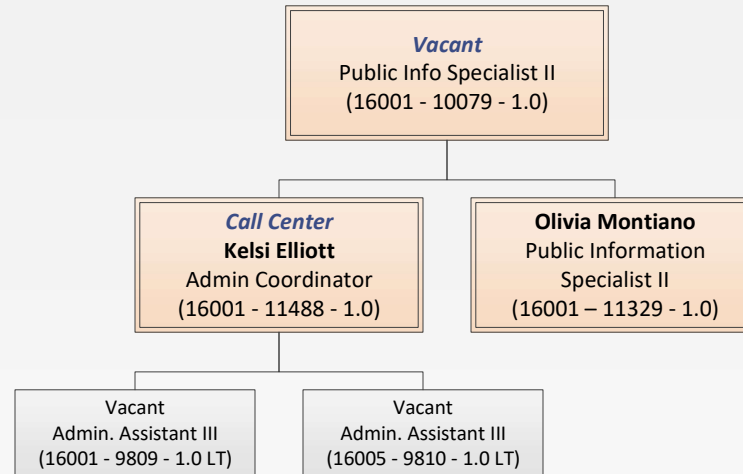 Vacant
Public Info Specialist II
(16001 - 10079 - 1.0)
Call Center
Kelsi Elliott
Admin Coordinator
(16001 - 11488 - 1.0)
Olivia Montiano
Public Information
Specialist II
(16001 – 11329 - 1.0)
Vacant
Admin. Assistant III
(16001 - 9809 - 1.0 LT)
Vacant
Admin. Assistant III
(16005 - 9810 - 1.0 LT)